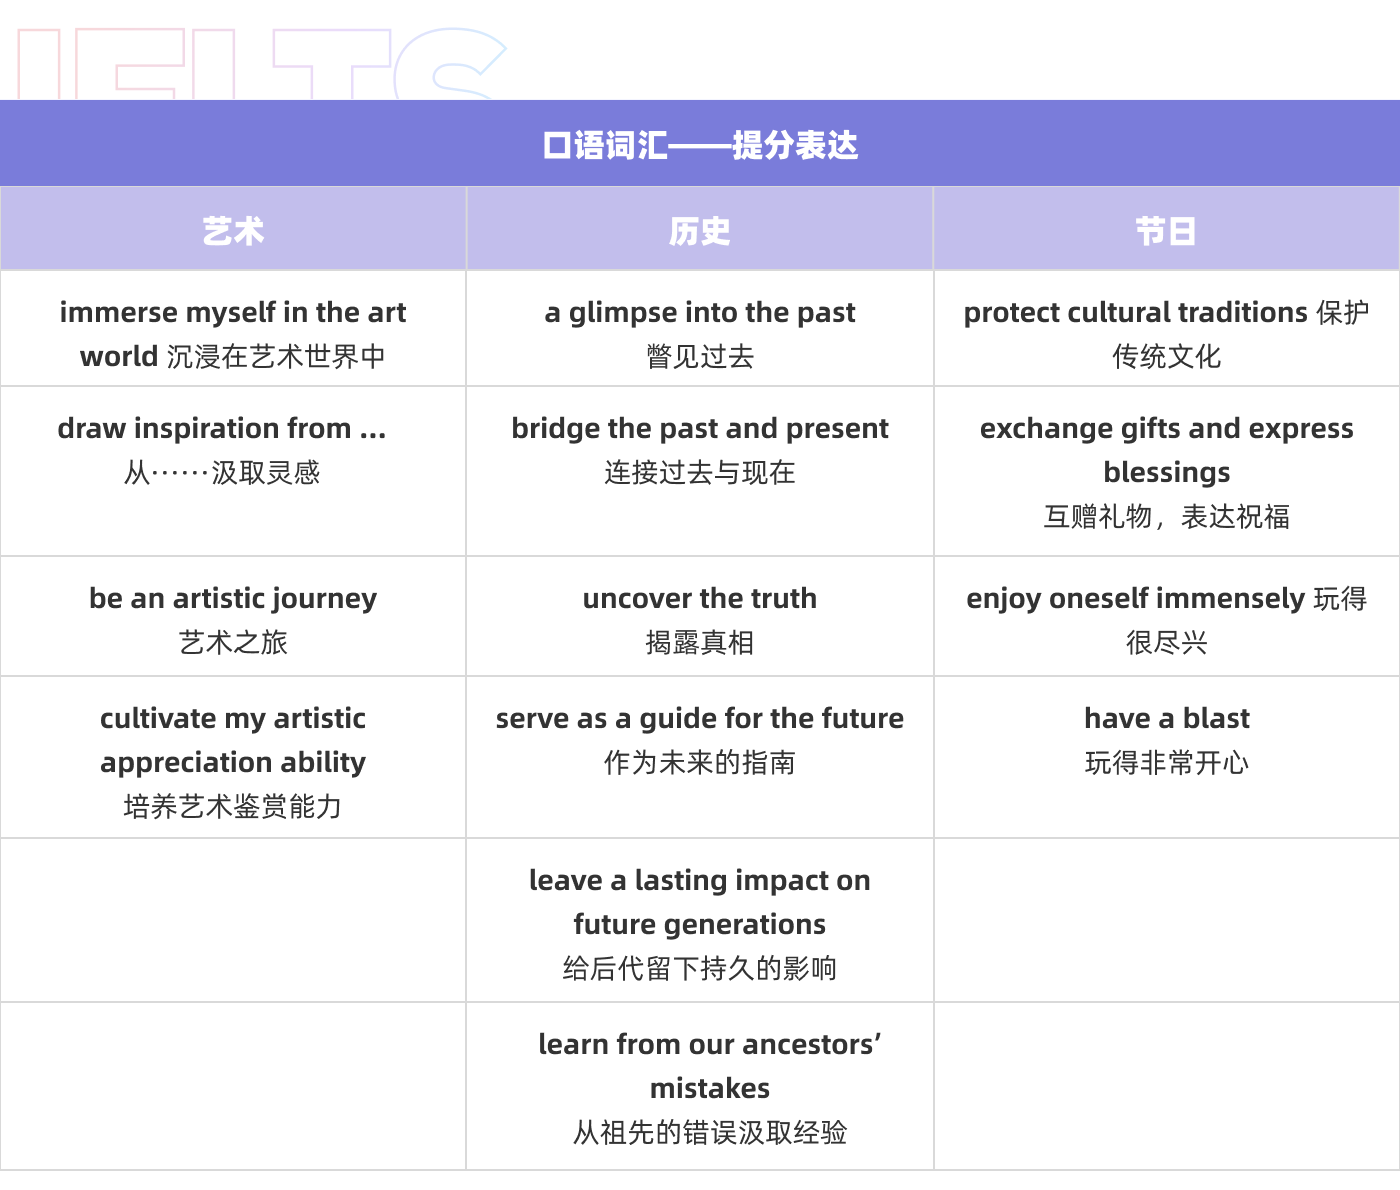 IELTS
口语词汇——提分表达
艺术
历史
节日
immerse myself in the art
world 沉浸在艺术世界中
a glimpse into the past
瞥见过去
protect cultural traditions 保护
传统文化
draw inspiration from ...
从······汲取灵感
bridge the past and present
连接过去与现在
exchange gifts and express
blessings
互赠礼物，表达祝福
be an artistic journey
艺术之旅
uncover the truth
揭露真相
enjoy oneself immensely 玩得
很尽兴
cultivate my artistic
appreciation ability
培养艺术鉴赏能力
serve as a guide for the future
作为未来的指南
have a blast
玩得非常开心
leave a lasting impact on
future generations
给后代留下持久的影响
learn from our ancestors’
mistakes
从祖先的错误汲取经验